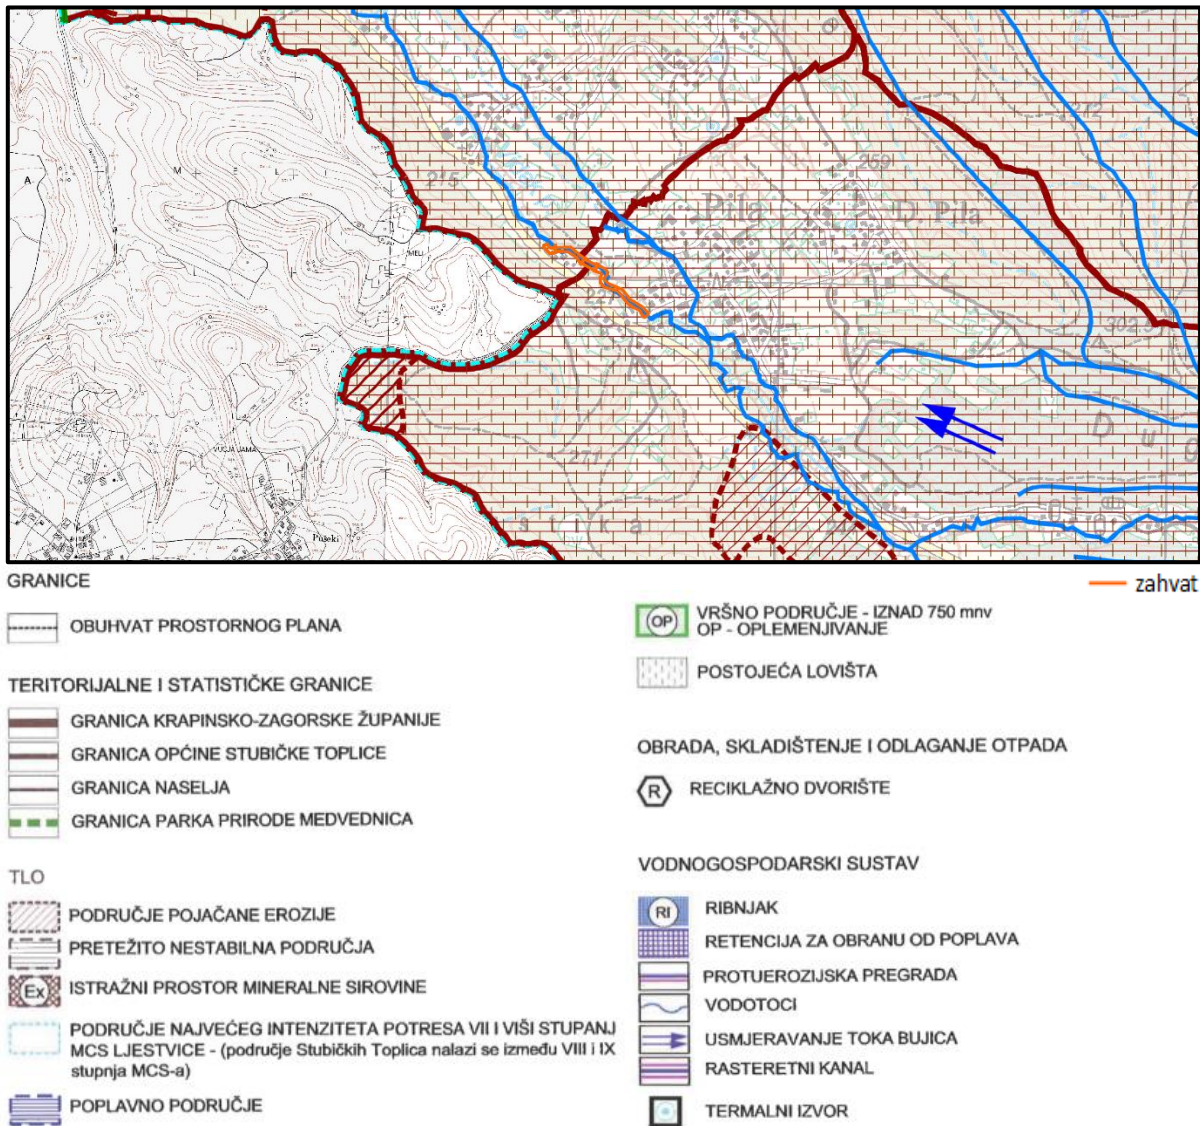 215
259
212
Pila
D. Pila
MELI
M E L I
A
221
302
271
VUČJA JAMA
Pušeki
s t i k a
D u g
zahvat
GRANICE
OBUHVAT PROSTORNOG PLANA
TERITORIJALNE I STATISTIČKE GRANICE
GRANICA KRAPINSKO-ZAGORSKE ŽUPANIJE
GRANICA OPĆINE STUBIČKE TOPLICE
GRANICA NASELJA
GRANICA PARKA PRIRODE MEDVEDNICA
TLO
PODRUČJE POJAČANE EROZIJE
PRETEŽITO NESTABILNA PODRUČJA
Ex ISTRAŽNI PROSTOR MINERALNE SIROVINE
PODRUČJE NAJVEĆEG INTENZITETA POTRESA VII I VIŠI STUPANJ
MCS LJESTVICE - (područje Stubičkih Toplica nalazi se između VIII i IX
stupnja MCS-a)
POPLAVNO PODRUČJE
OP VRŠNO PODRUČJE - IZNAD 750 mnv
OP - OPLEMENJIVANJE
POSTOJEĆA LOVIŠTA
OBRADA, SKLADIŠTENJE I ODLAGANJE OTPADA
R RECIKLAŽNO DVORIŠTE
VODNOGOSPODARSKI SUSTAV
RI RIBNJAK
RETENCIJA ZA OBRANU OD POPLAVA
PROTUEROZIJSKA PREGRADA
VODOTOCI
USMJERAVANJE TOKA BUJICA
RASTERETNI KANAL
TERMALNI IZVOR